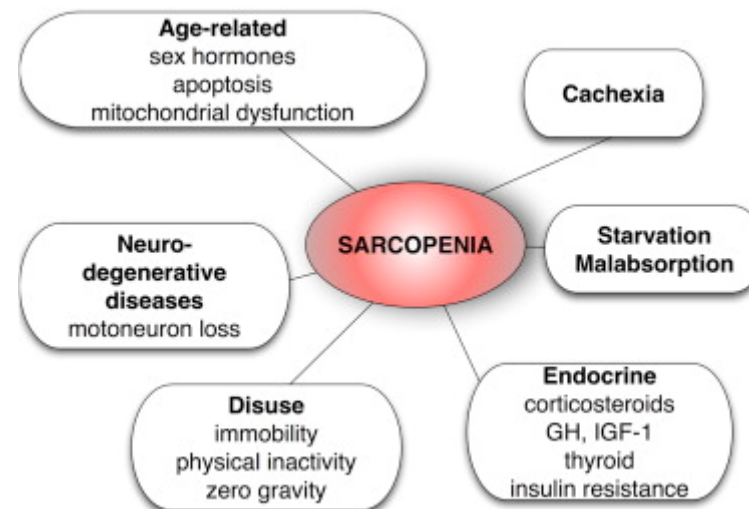 Age-related
sex hormones
apoptosis
mitochondrial dysfunction
Cachexia
SARCOPENIA
Neuro-
degenerative
diseases
motoneuron loss
Starvation
Malabsorption
Disuse
immobility
physical inactivity
zero gravity
Endocrine
corticosteroids
GH, IGF-1
thyroid
insulin resistance